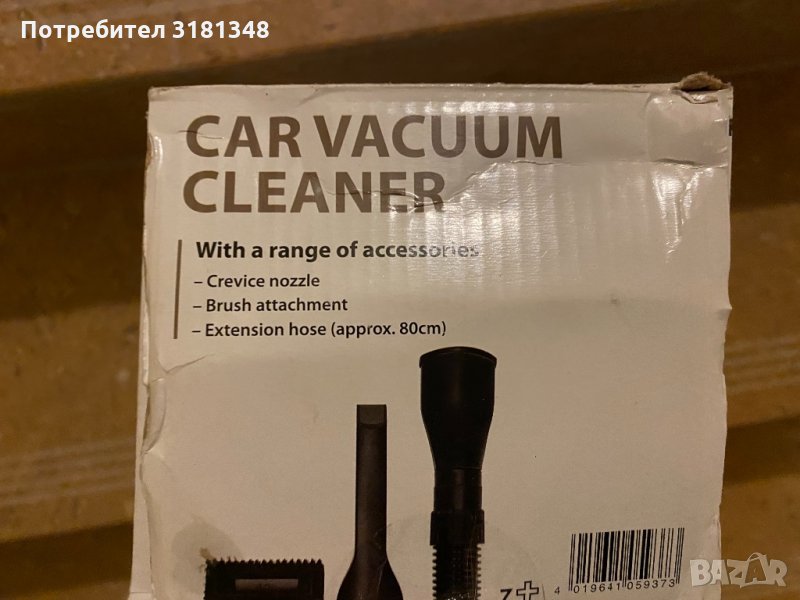 Потребител 3181348
CAR VACUUM
CLEANER
With a range of accessories
– Crevice nozzle
– Brush attachment
– Extension hose (approx. 80cm)
4 019641 059373
BAZAR